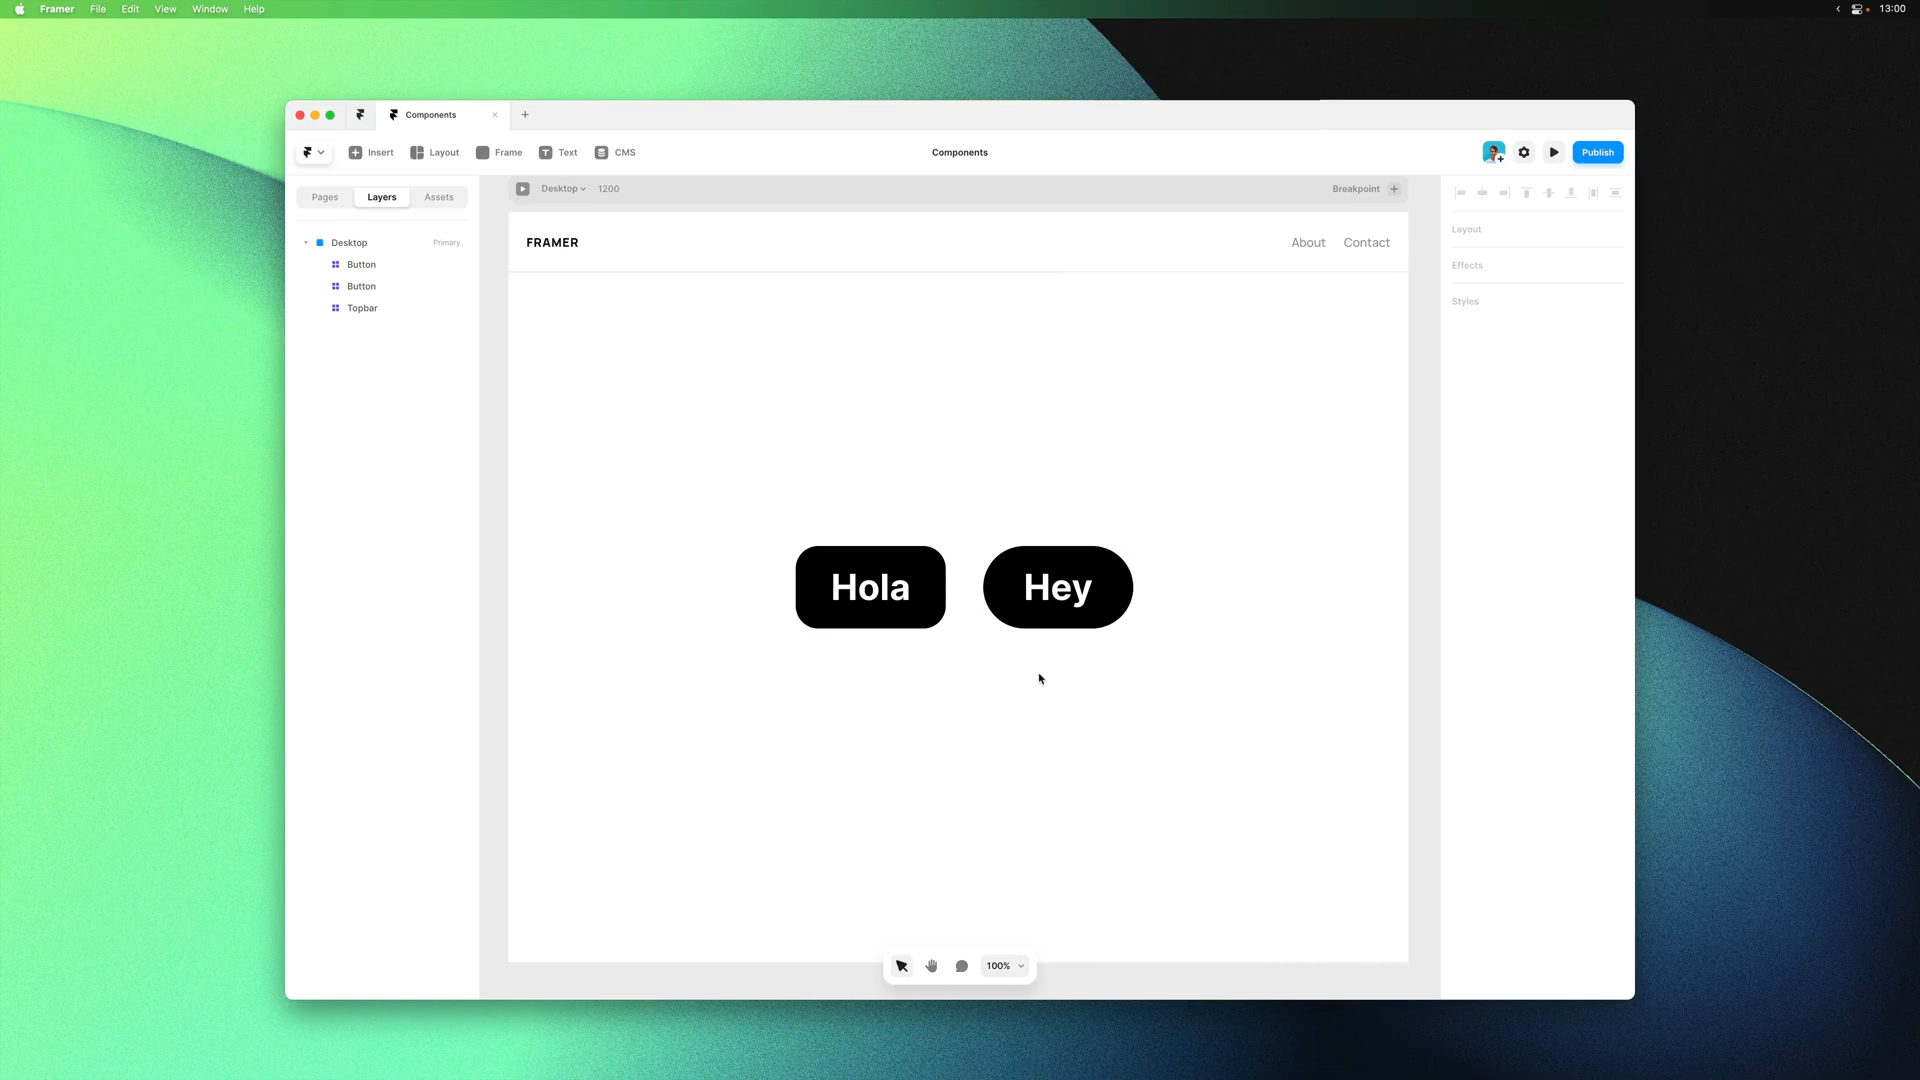 Framer File Edit View Window Help 13:00
Components
Insert Layout Frame Text CMS Components Publish
Pages Layers Assets
Desktop 1200 Breakpoint
Layout
Effects
Styles
Desktop Primary
Button
Button
Topbar
FRAMER About Contact
Hola Hey
100%